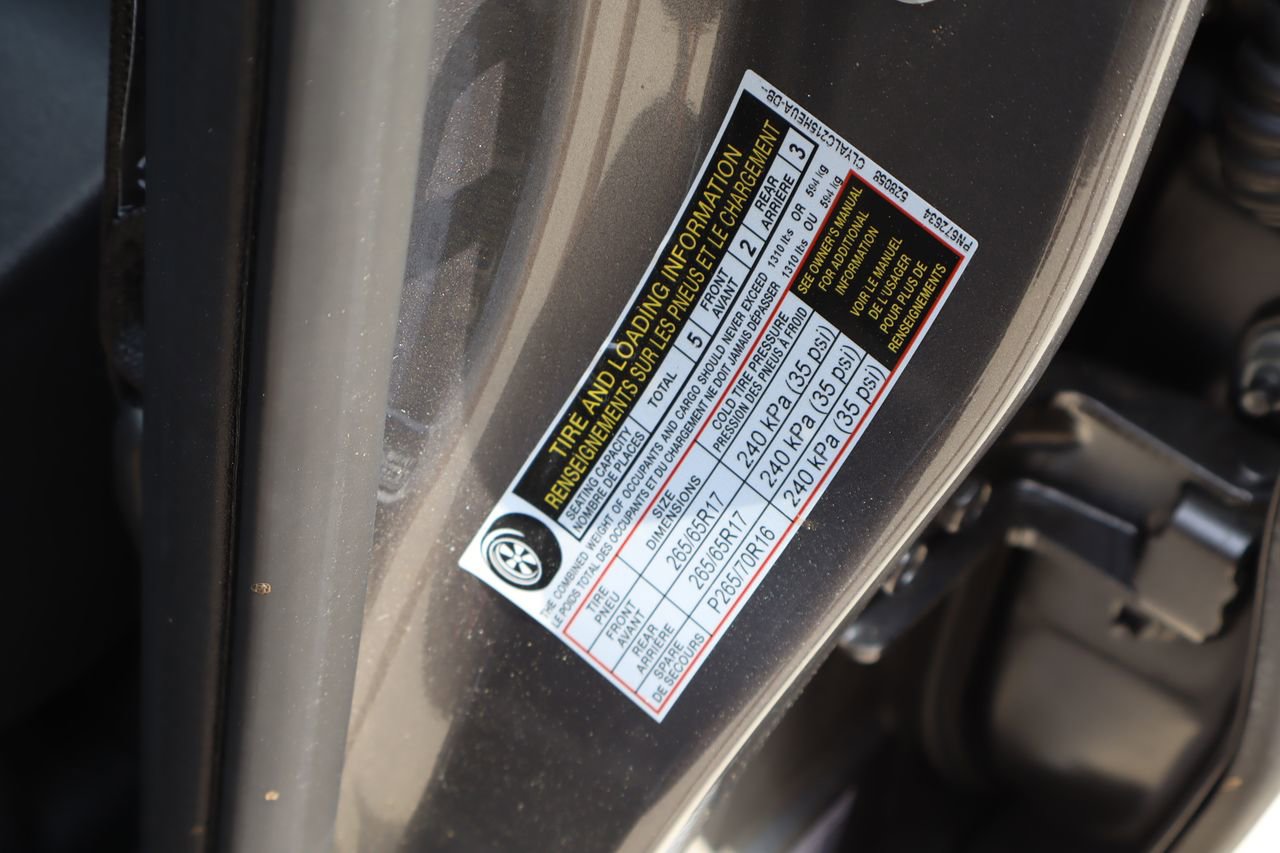 TIRE AND LOADING INFORMATION
RENSEIGNEMENTS SUR LES PNEUS ET LE CHARGEMENT
SEATING CAPACITY
NOMBRE DE PLACES
TOTAL 5
FRONT
AVANT
2
REAR
ARRIÈRE
3
THE COMBINED WEIGHT OF OCCUPANTS AND CARGO SHOULD NEVER EXCEED 1310 lbs OR 594 kg
LE POIDS TOTAL DES OCCUPANTS ET DU CHARGEMENT NE DOIT JAMAIS DÉPASSER 1310 lbs OU 594 kg
TIRE
PNEU
SIZE
DIMENSIONS
COLD TIRE PRESSURE
PRESSION DES PNEUS À FROID
FRONT
AVANT
265/65R17
240 kPa (35 psi)
REAR
ARRIÈRE
265/65R17
240 kPa (35 psi)
SPARE
DE SECOURS
P265/70R16
240 kPa (35 psi)
SEE OWNER'S MANUAL
FOR ADDITIONAL
INFORMATION
VOIR LE MANUEL
DE L'USAGER
POUR PLUS DE
RENSEIGNEMENTS
528058